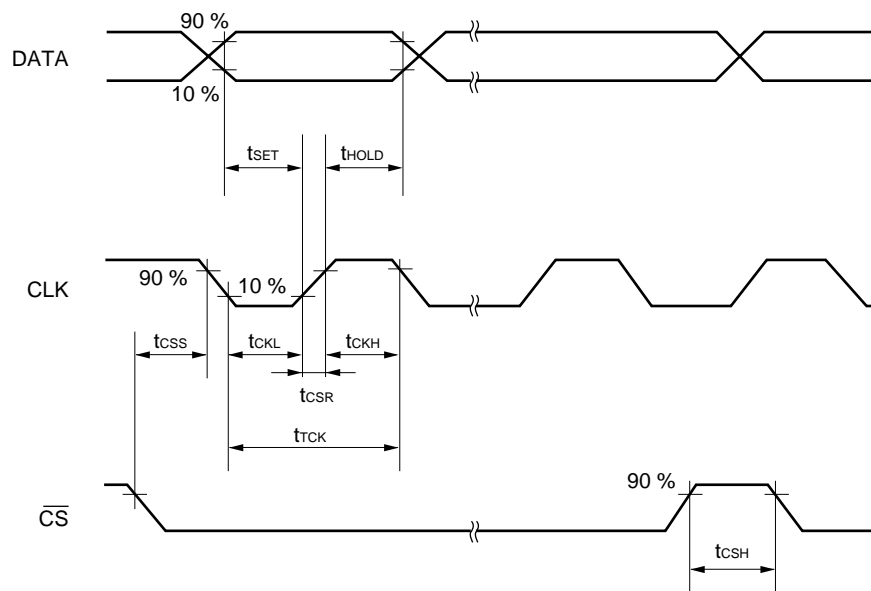 90 %
DATA
10 %
tSET
tHOLD
90 %
10 %
CLK
tCSS
tCKL
tCKH
tCSR
tTCK
90 %
CS
tCSH